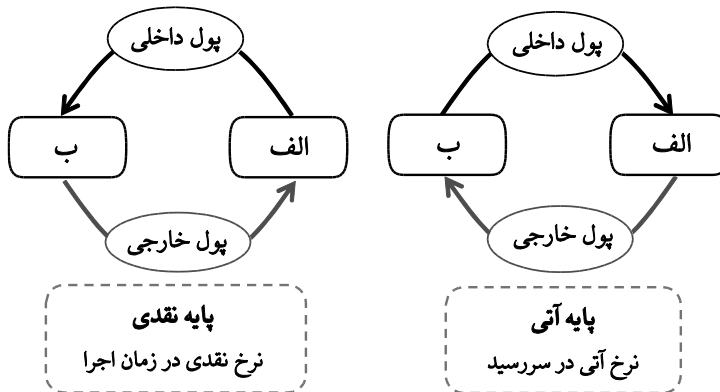 پول داخلی
الف
ب
پول خارجی
پایه آتی
نرخ آتی در سررسید
پول داخلی
الف
ب
پول خارجی
پایه نقدی
نرخ نقدی در زمان اجرا